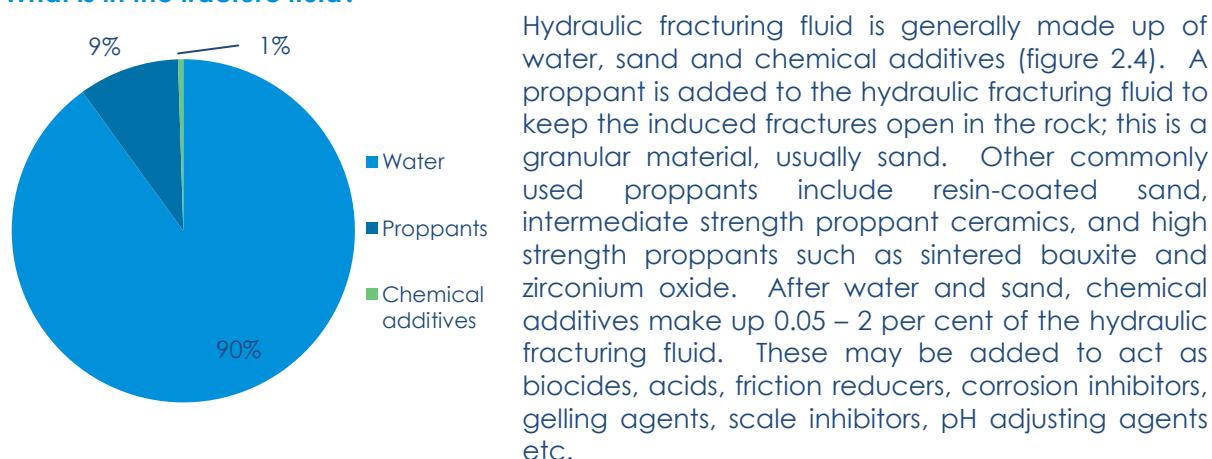 9%
1%
Water
Proppants
Chemical
additives
90%
Hydraulic fracturing fluid is generally made up of
water, sand and chemical additives (figure 2.4). A
proppant is added to the hydraulic fracturing fluid to
keep the induced fractures open in the rock; this is a
granular material, usually sand. Other commonly
used proppants include resin-coated sand,
intermediate strength proppant ceramics, and high
strength proppants such as sintered bauxite and
zirconium oxide. After water and sand, chemical
additives make up 0.05 – 2 per cent of the hydraulic
fracturing fluid. These may be added to act as
biocides, acids, friction reducers, corrosion inhibitors,
gelling agents, scale inhibitors, pH adjusting agents
etc.